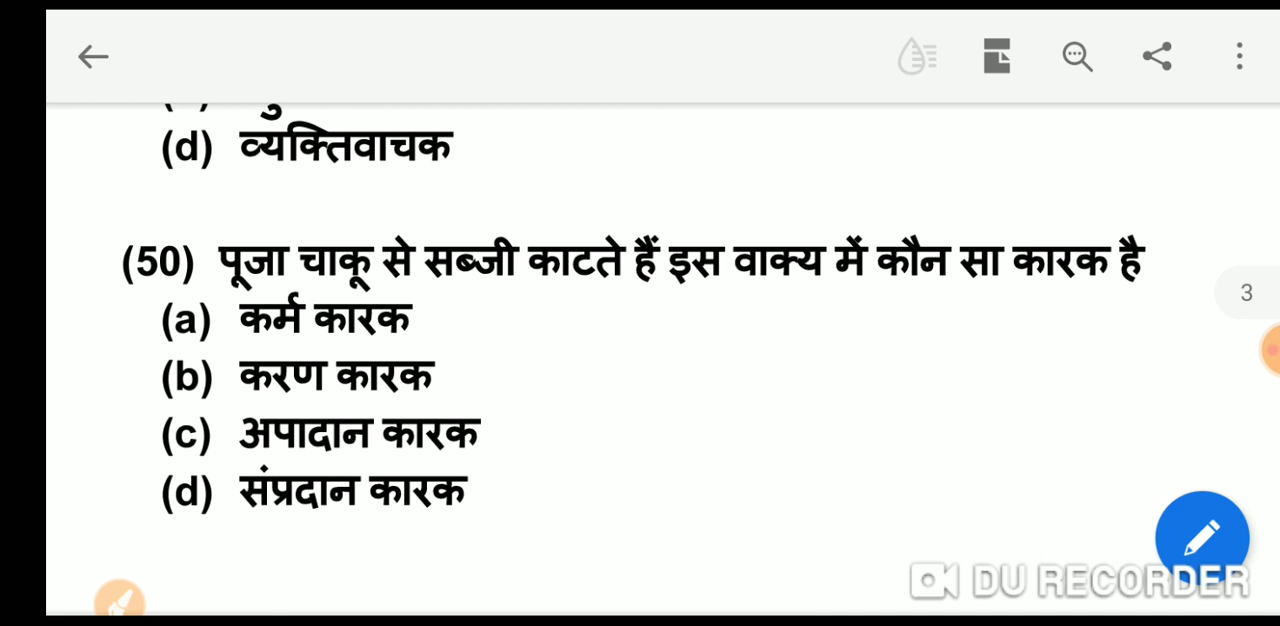 (d) व्यक्तिवाचक
(50) पूजा चाकू से सब्जी काटते हैं इस वाक्य में कौन सा कारक है
3
(a) कर्म कारक
(b) करण कारक
(c) अपादान कारक
(d) संप्रदान कारक
DU RECORDER